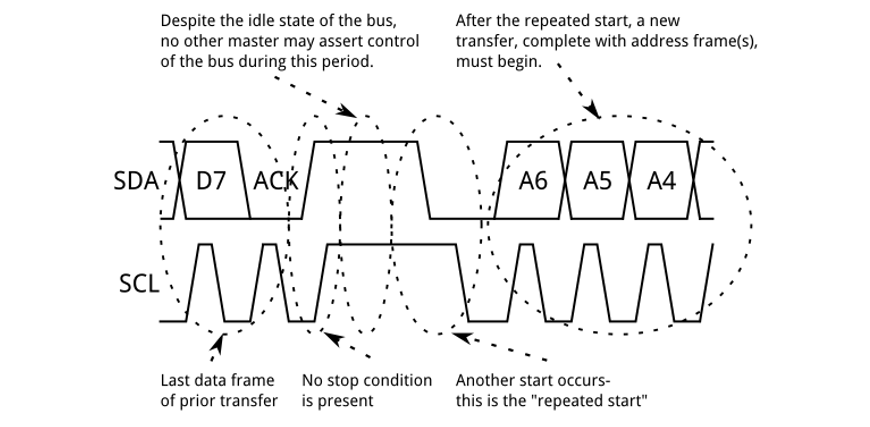 Despite the idle state of the bus,
no other master may assert control
of the bus during this period.
After the repeated start, a new
transfer, complete with address frame(s),
must begin.
SDA D7 ACK A6 A5 A4
SCL
Last data frame
of prior transfer
No stop condition
is present
Another start occurs-
this is the "repeated start"